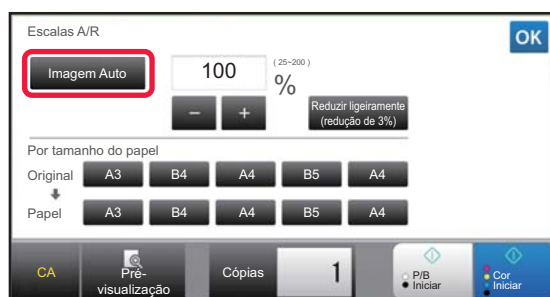 Escalas A/R
OK
Imagem Auto
100
( 25~200 )
%
− +
Reduzir ligeiramente
(redução de 3%)
Por tamanho do papel
Original A3 B4 A4 B5 A4
Papel A3 B4 A4 B5 A4
CA
Pré-
visualização
Cópias
1
P/B
Iniciar
Cor
Iniciar